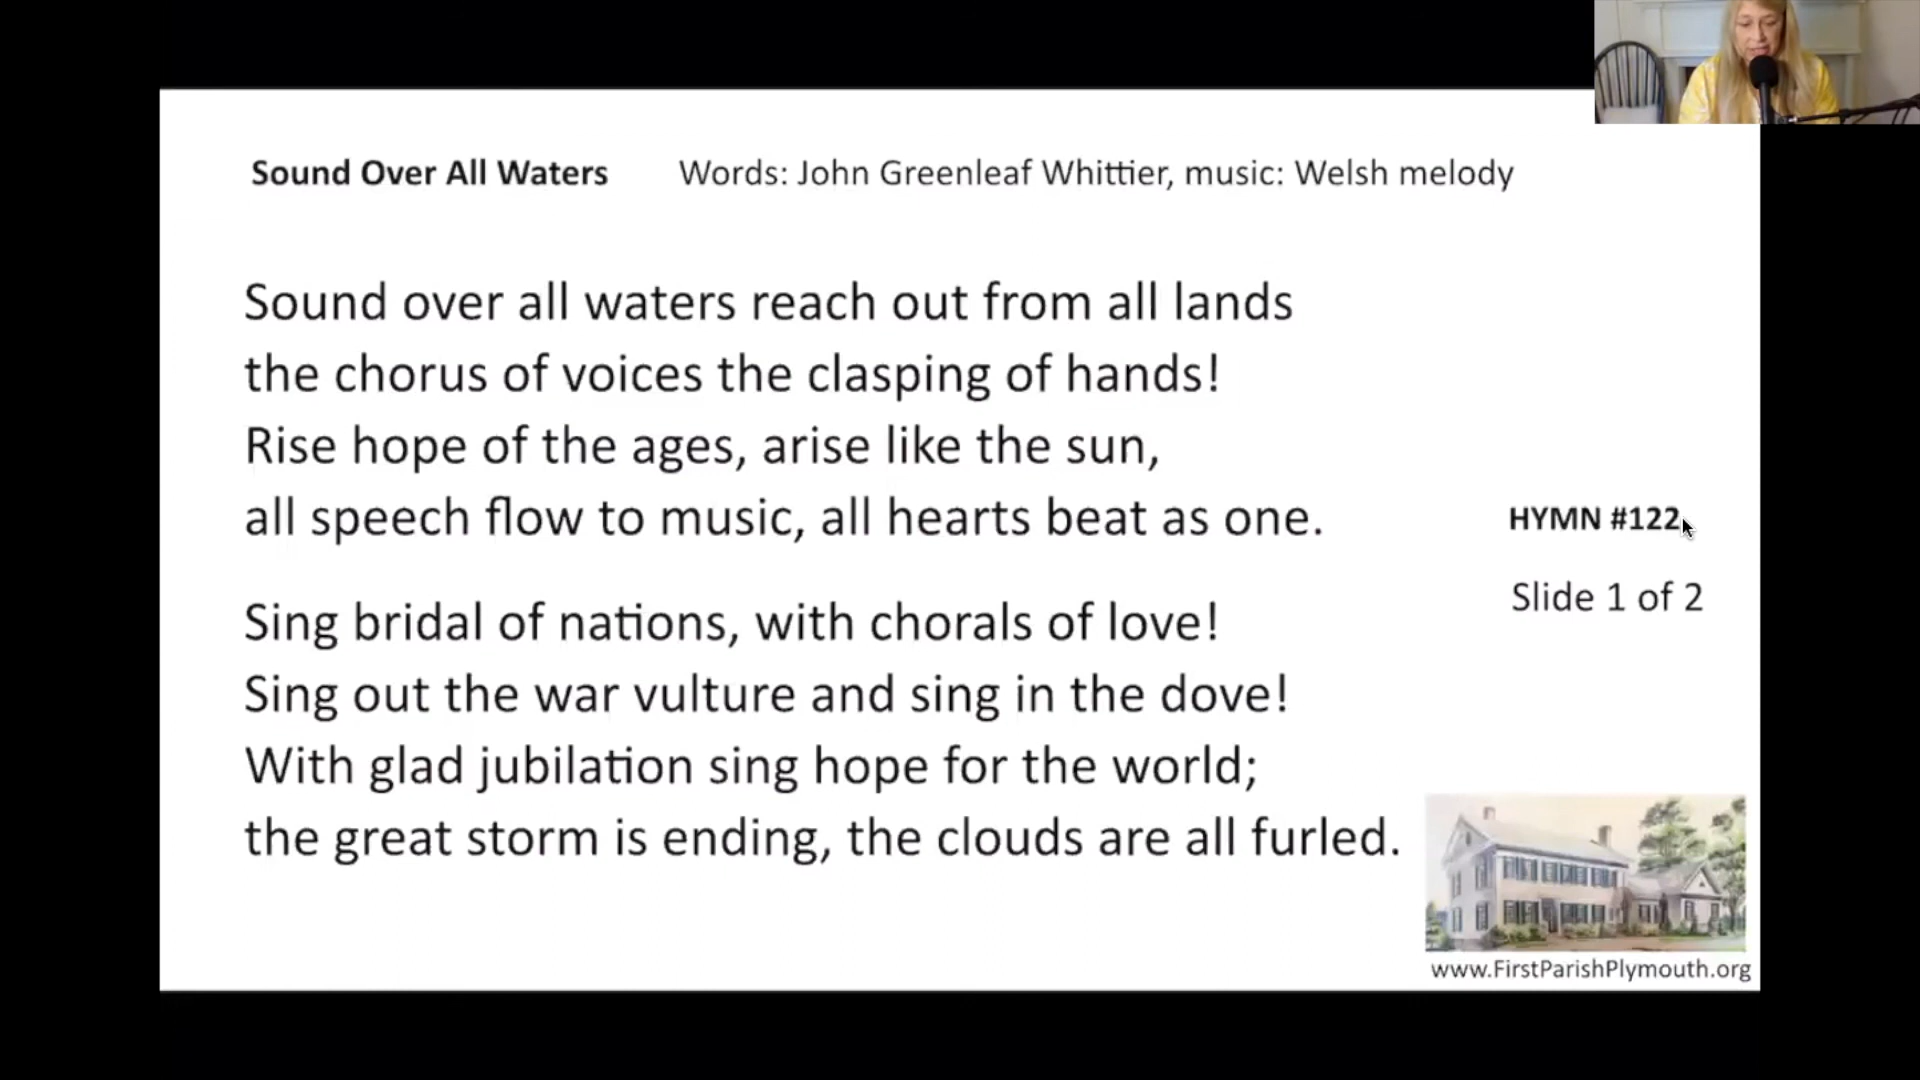 Sound Over All Waters Words: John Greenleaf Whittier, music: Welsh melody
Sound over all waters reach out from all lands
the chorus of voices the clasping of hands!
Rise hope of the ages, arise like the sun,
all speech flow to music, all hearts beat as one.
Sing bridal of nations, with chorals of love!
Sing out the war vulture and sing in the dove!
With glad jubilation sing hope for the world;
the great storm is ending, the clouds are all furled.
HYMN #122
Slide 1 of 2
www.FirstParishPlymouth.org